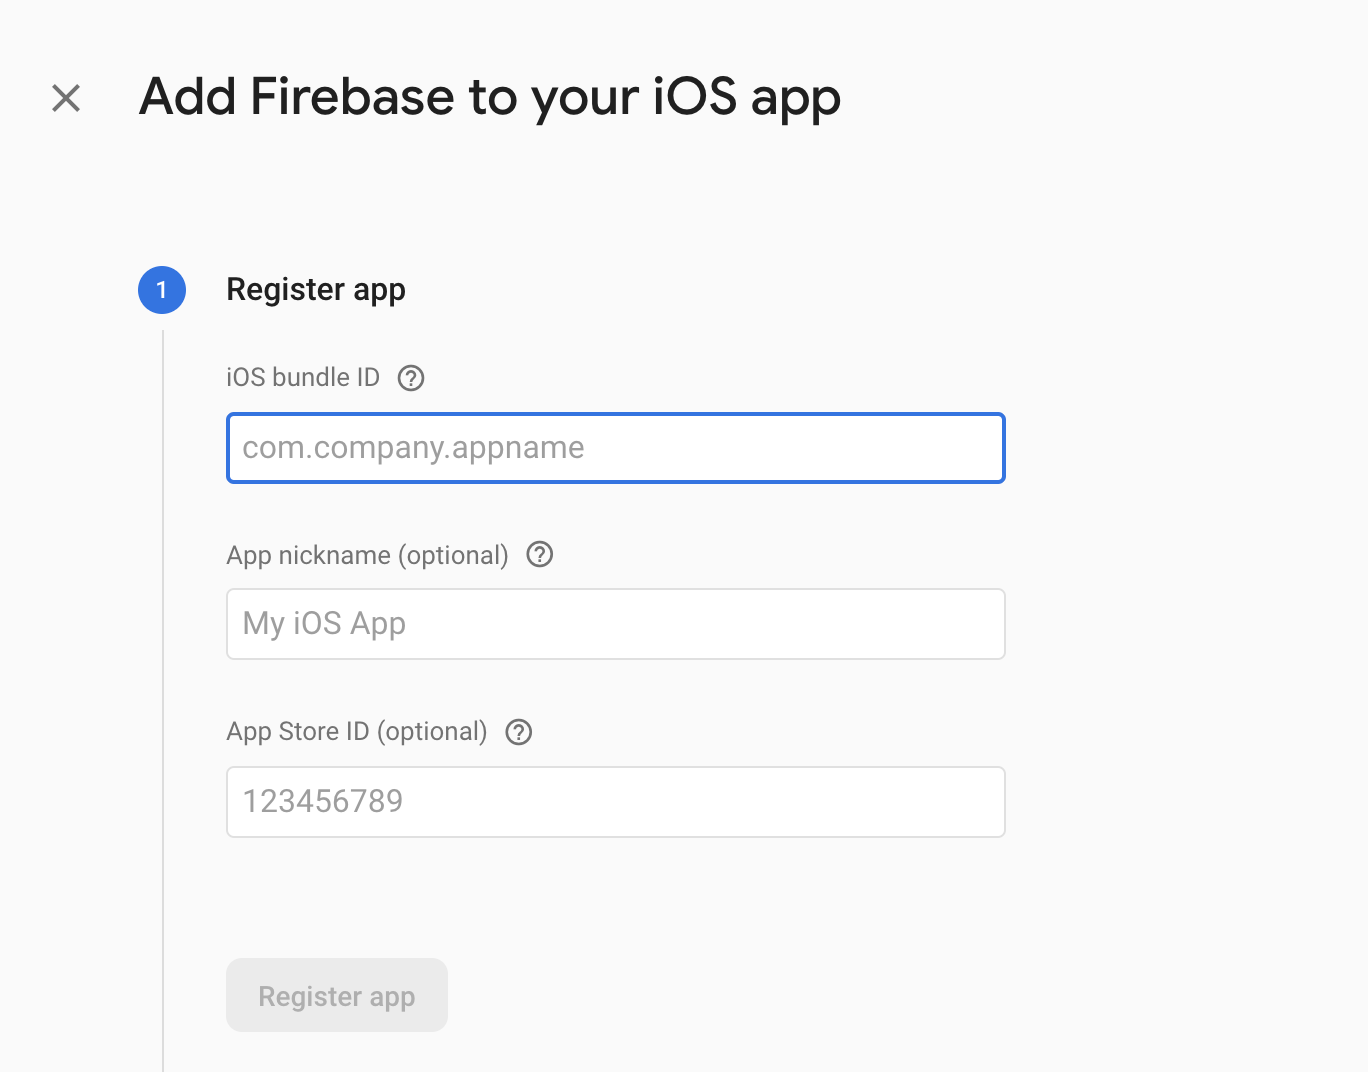 Add Firebase to your iOS app
1 Register app
iOS bundle ID ?
com.company.appname
App nickname (optional) ?
My iOS App
App Store ID (optional) ?
123456789
Register app